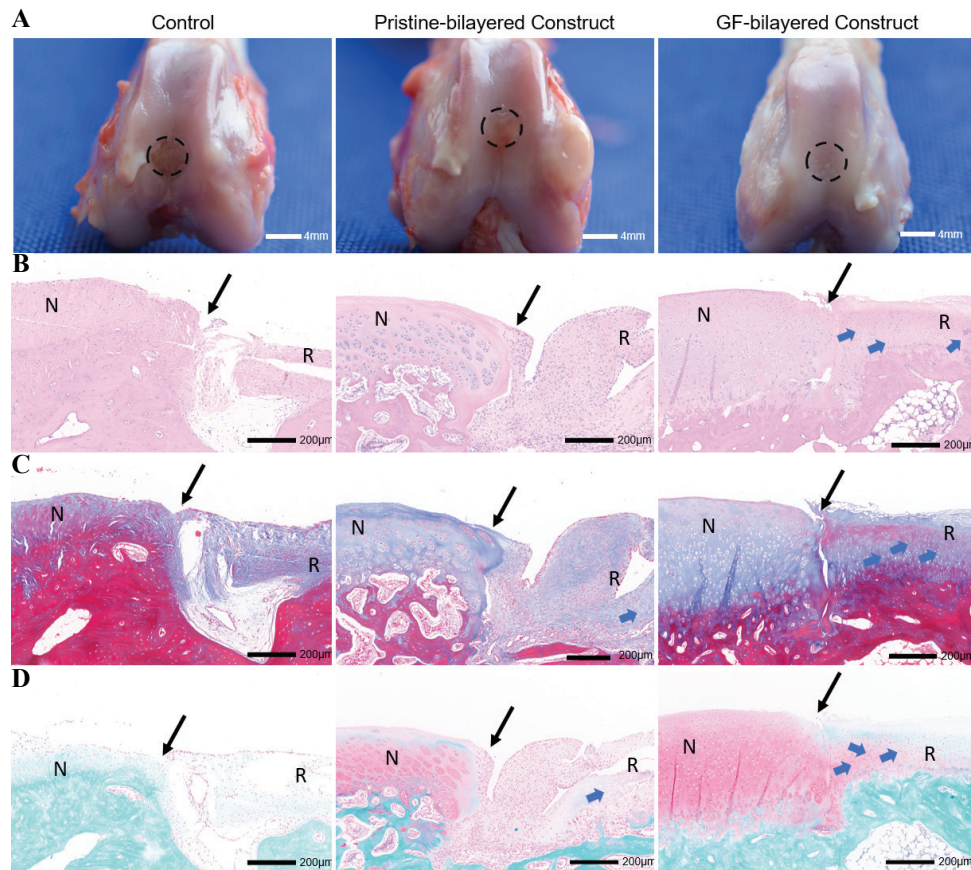 A
Control
Pristine-bilayered Construct
GF-bilayered Construct
4mm
4mm
4mm
B
N
R
200µm
N
R
200µm
N
R
200µm
C
N
R
200µm
N
R
200µm
N
R
200µm
D
N
R
200µm
N
R
200µm
N
R
200µm